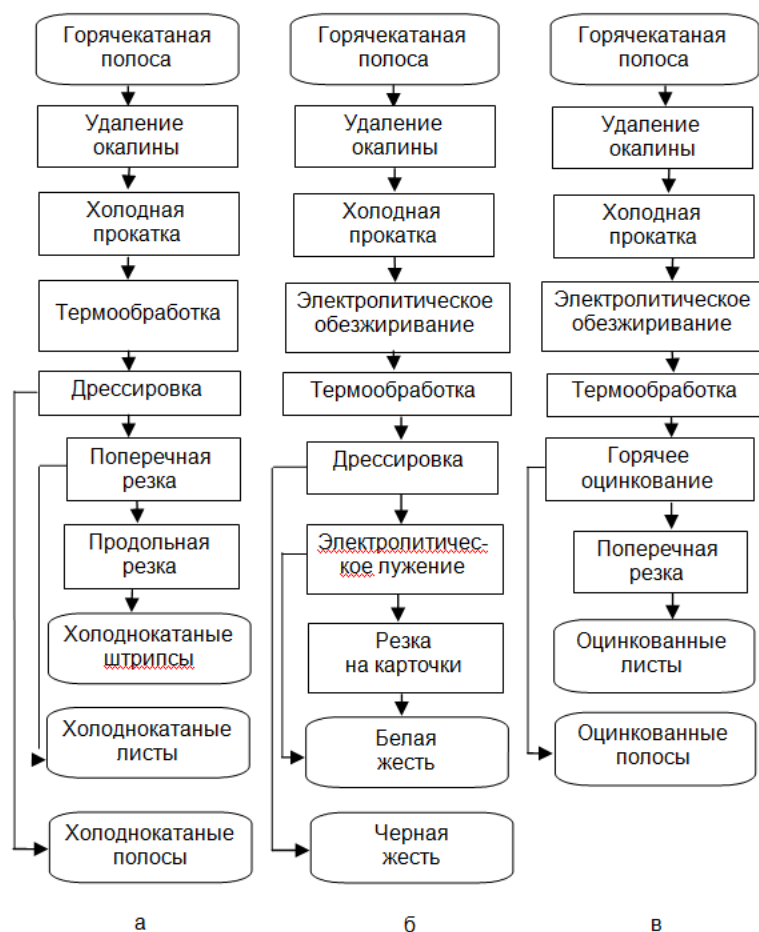 Горячекатаная
полоса
Удаление
окалины
Холодная
прокатка
Термообработка
Дрессировка
Поперечная
резка
Продольная
резка
Холоднокатаные
штрипсы
Холоднокатаные
листы
Холоднокатаные
полосы
а
Горячекатаная
полоса
Удаление
окалины
Холодная
прокатка
Электролитическое
обезжиривание
Термообработка
Дрессировка
Электролитичес-
кое лужение
Резка
на карточки
Белая
жесть
Черная
жесть
б
Горячекатаная
полоса
Удаление
окалины
Холодная
прокатка
Электролитическое
обезжиривание
Термообработка
Горячее
оцинкование
Поперечная
резка
Оцинкованные
листы
Оцинкованные
полосы
в